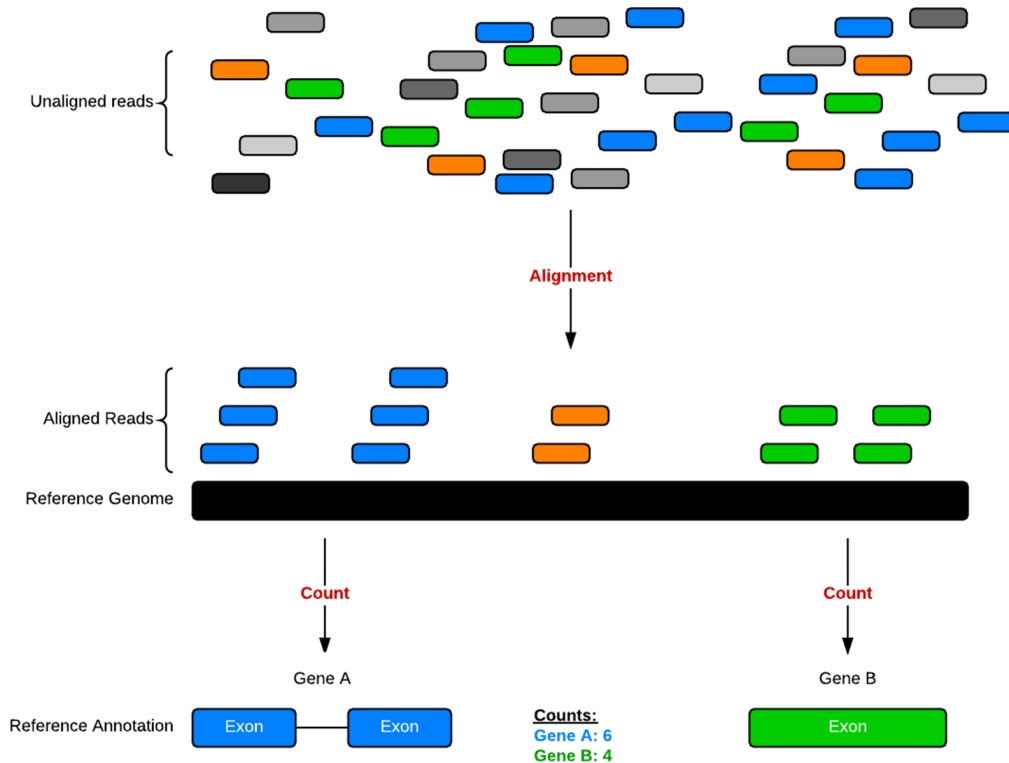 Unaligned reads
Alignment
Aligned Reads
Reference Genome
Count
Count
Gene A
Gene B
Reference Annotation
Exon
Exon
Counts:
Gene A: 6
Gene B: 4
Exon